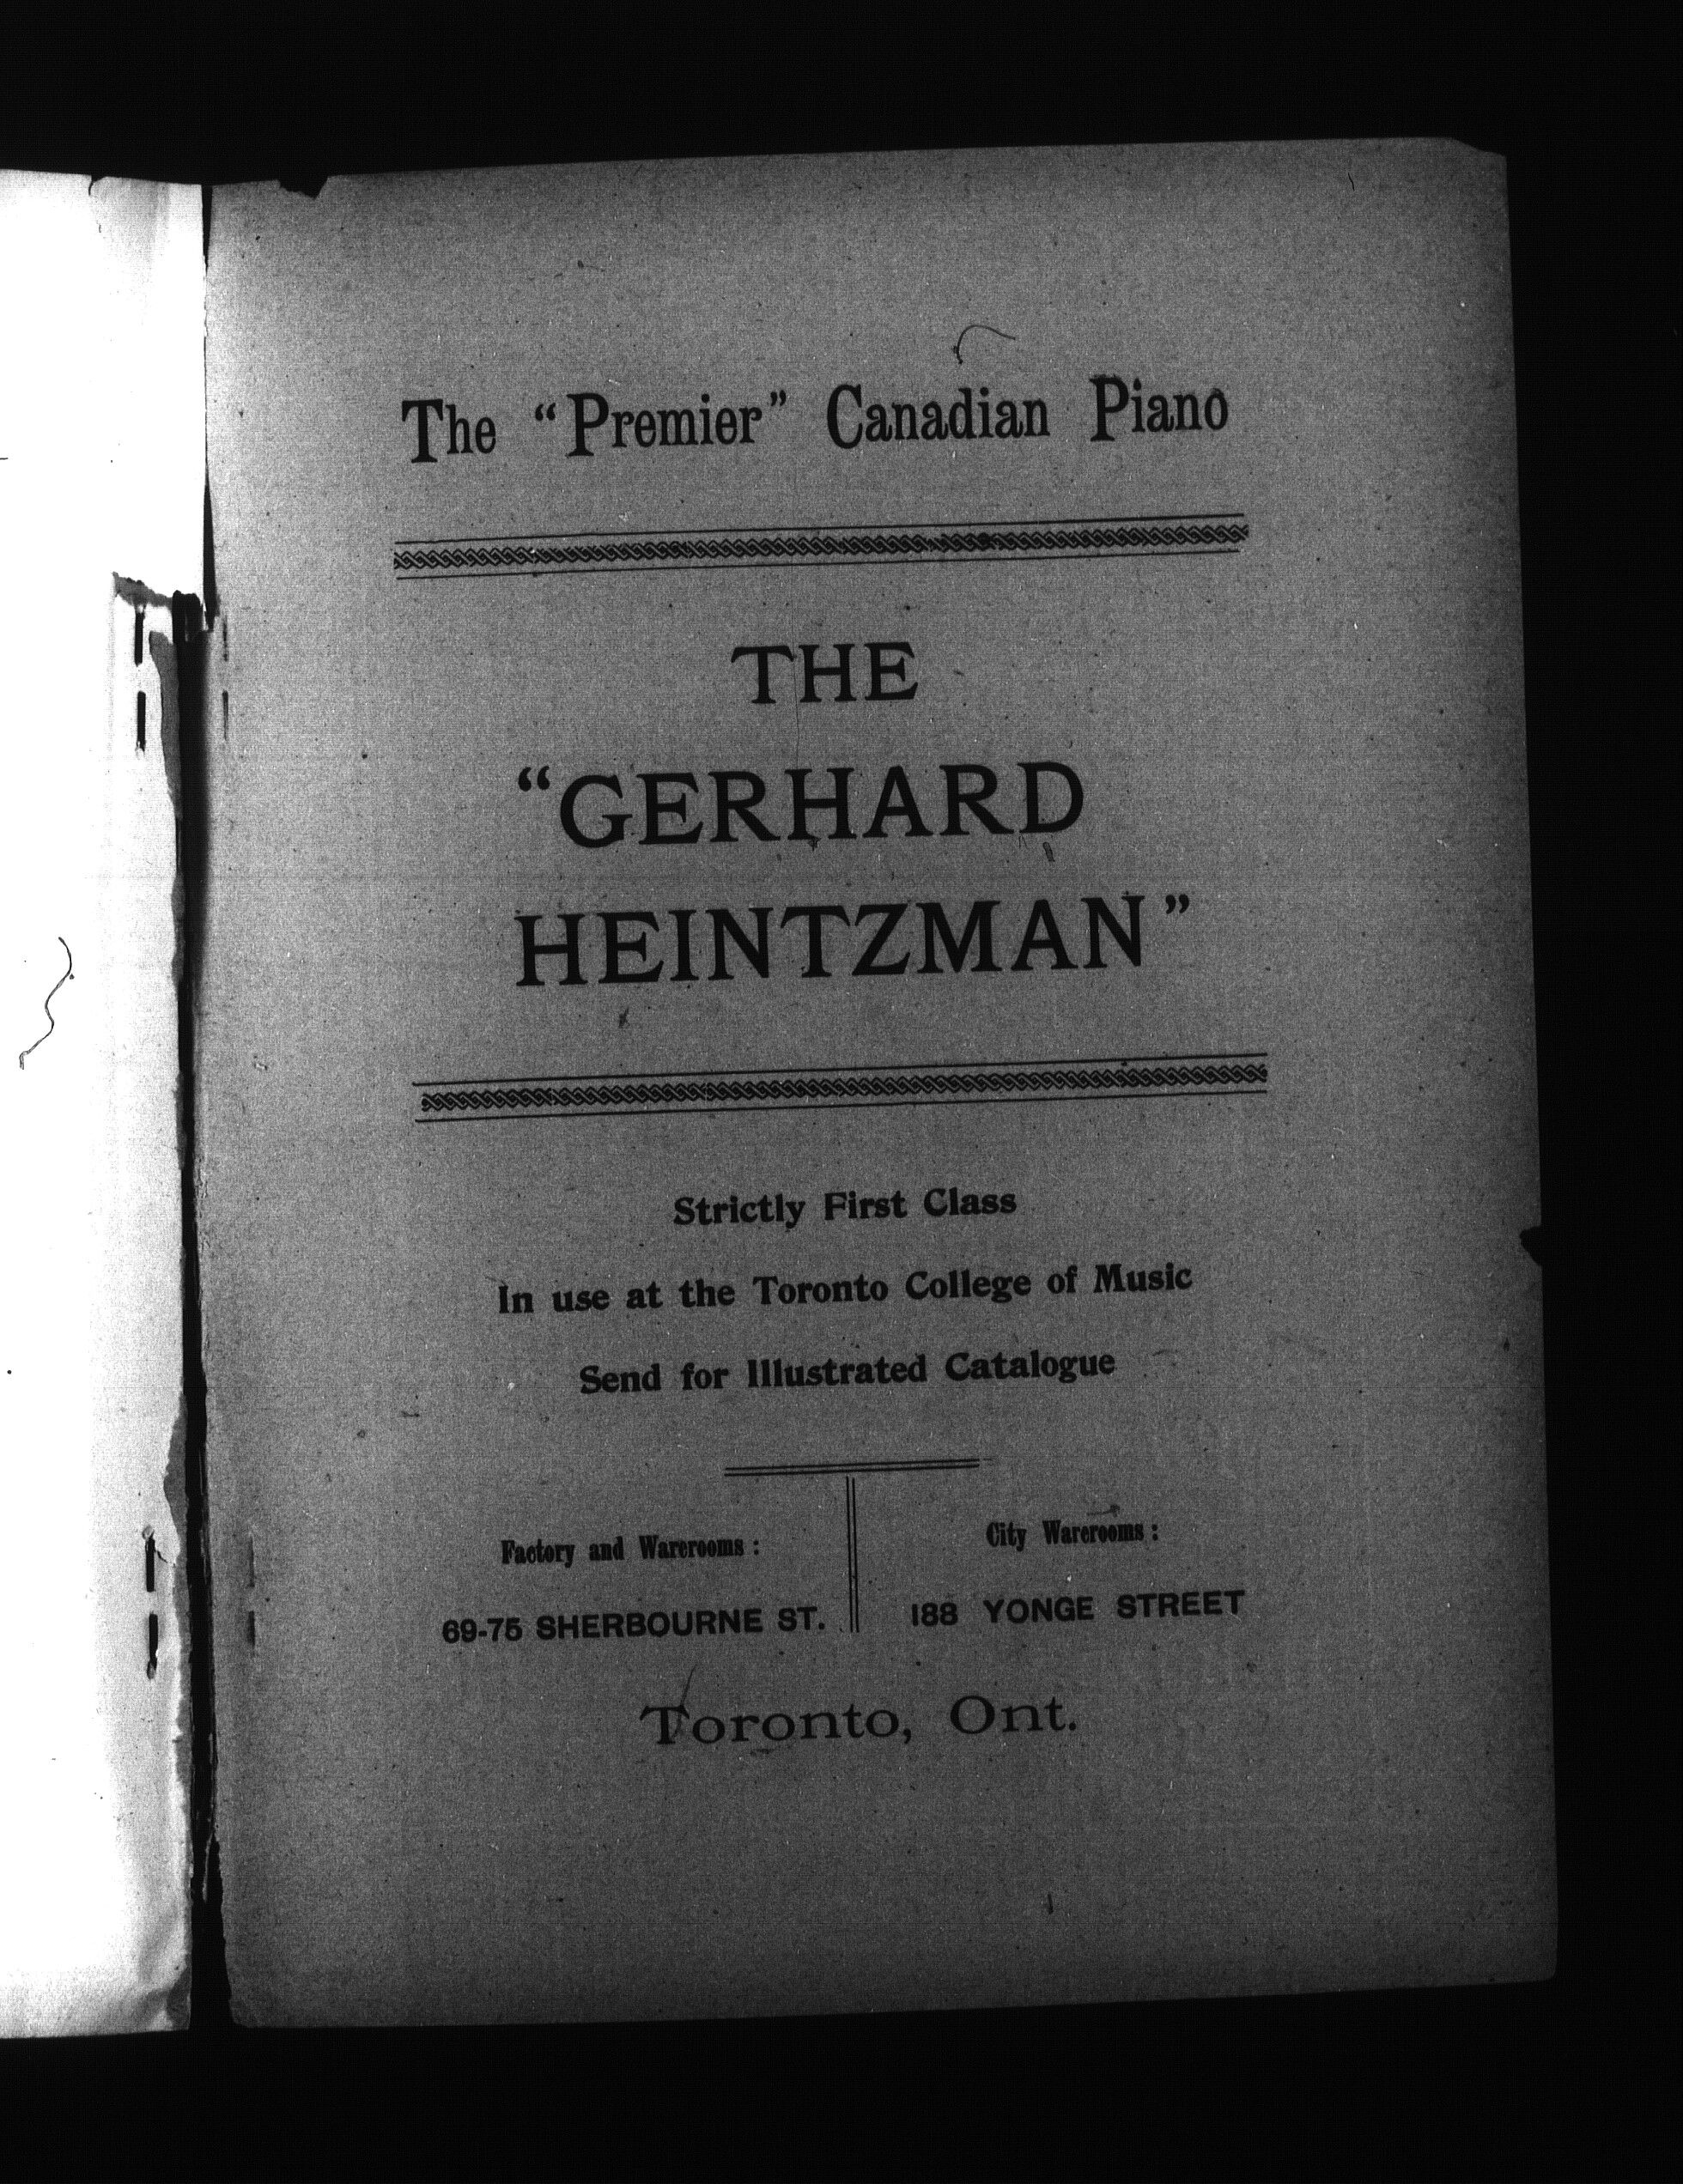 The “Premier” Canadian Piano
THE
“GERHARD
HEINTZMAN”
Strictly First Class
In use at the Toronto College of Music
Send for Illustrated Catalogue
Factory and Warerooms :
69-75 SHERBOURNE ST.
City Warerooms :
188 YONGE STREET
Toronto, Ont.